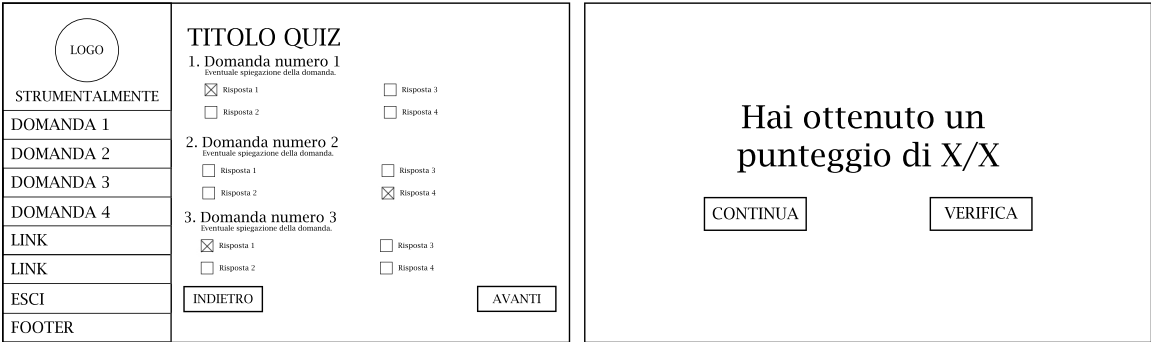 LOGO
STRUMENTALMENTE
DOMANDA 1
DOMANDA 2
DOMANDA 3
DOMANDA 4
LINK
LINK
ESCI
FOOTER
TITOLO QUIZ
1. Domanda numero 1
Eventuale spiegazione della domanda.
Risposta 1
Risposta 3
Risposta 2
Risposta 4
2. Domanda numero 2
Eventuale spiegazione della domanda.
Risposta 1
Risposta 3
Risposta 2
Risposta 4
3. Domanda numero 3
Eventuale spiegazione della domanda.
Risposta 1
Risposta 3
Risposta 2
Risposta 4
INDIETRO
AVANTI
Hai ottenuto un
punteggio di X/X
CONTINUA
VERIFICA